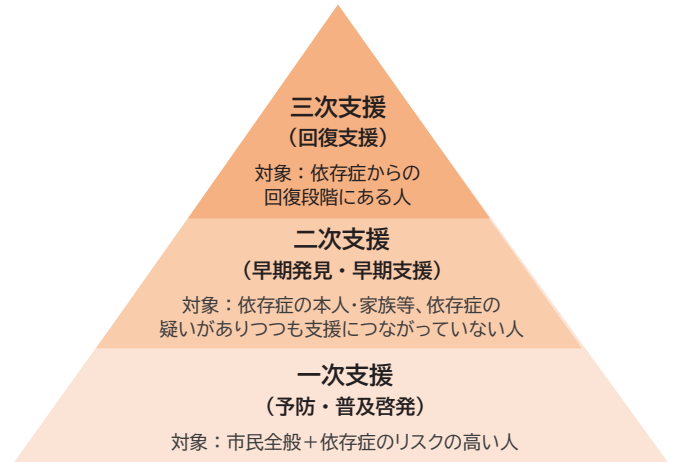 三次支援
（回復支援）
対象：依存症からの
回復段階にある人
二次支援
（早期発見・早期支援）
対象：依存症の本人･家族等、依存症の
疑いがありつつも支援につながっていない人
一次支援
（予防・普及啓発）
対象：市民全般＋依存症のリスクの高い人